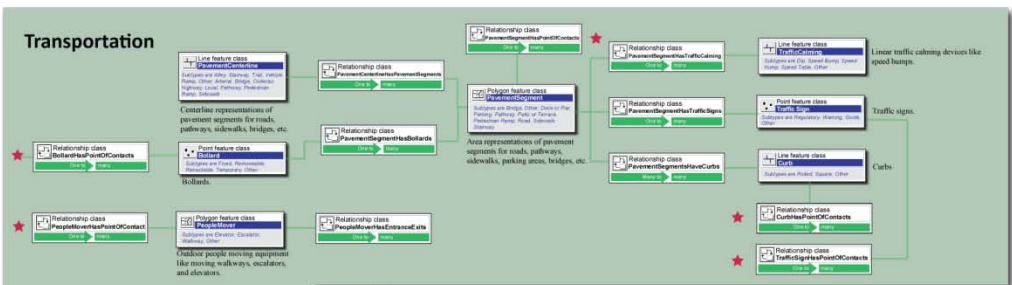 Transportation
Line feature class
PavementCenterline
Subtypes are Alley, Stairway, Trail, Vehicle
Ramp, Other, Arterial, Bridge, Collector,
Highway, Local, Pathway, Pedestrian
Ramp, Sidewalk
Centerline representations of
pavement segments for roads,
pathways, sidewalks, bridges, etc.
Relationship class
PavementCenterlineHasPavementSegments
One to many
Relationship class
PavementSegmentHasPointOfContacts
One to many
Polygon feature class
PavementSegment
Subtypes are Bridge, Other, Dock or Pier,
Parking, Pathway, Patio or Terrace,
Pedestrian Ramp, Road, Sidewalk,
Stairway
Area representations of pavement
segments for roads, pathways,
sidewalks, parking areas, bridges, etc.
Relationship class
PavementSegmentHasTrafficCalming
One to many
Line feature class
TrafficCalming
Subtypes are Dip, Speed Bump, Speed
Hump, Speed Table, Other
Linear traffic calming devices like
speed bumps.
Relationship class
PavementSegmentHasTrafficSigns
One to many
Point feature class
Traffic Sign
Subtypes are Regulatory, Warning, Guide,
Other
Traffic signs.
Relationship class
PavementSegmentsHaveCurbs
Many to many
Line feature class
Curb
Subtypes are Rolled, Square, Other
Curbs
Relationship class
BollardHasPointOfContacts
One to many
Point feature class
Bollard
Subtypes are Fixed, Removeable,
Retractable, Temporary, Other
Bollards.
Relationship class
PavementSegmentHasBollards
One to many
Relationship class
PeopleMoverHasPointOfContact
One to many
Polygon feature class
PeopleMover
Subtypes are Elevator, Escalator,
Walkway, Other
Outdoor people moving equipment
like moving walkways, escalators,
and elevators.
Relationship class
PeopleMoverHasEntranceExits
One to many
Relationship class
CurbHasPointOfContacts
One to many
Relationship class
TrafficSignHasPointOfContacts
One to many